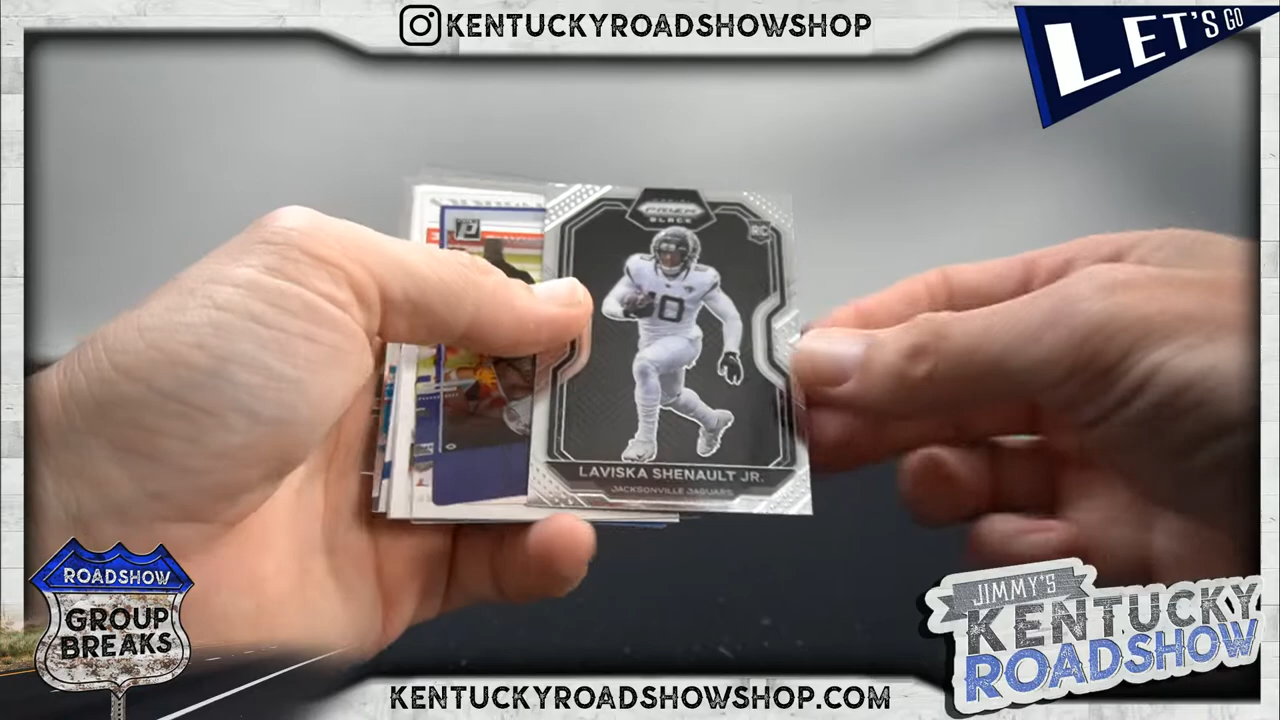 KENTUCKYROADSHOWSHOP
LET'S GO
PRIZM
BLACK
RC
10
LAVISKA SHENAULT JR.
JACKSONVILLE JAGUARS
ROADSHOW
GROUP
BREAKS
JIMMY'S
KENTUCKY
ROADSHOW
KENTUCKYROADSHOWSHOP.COM